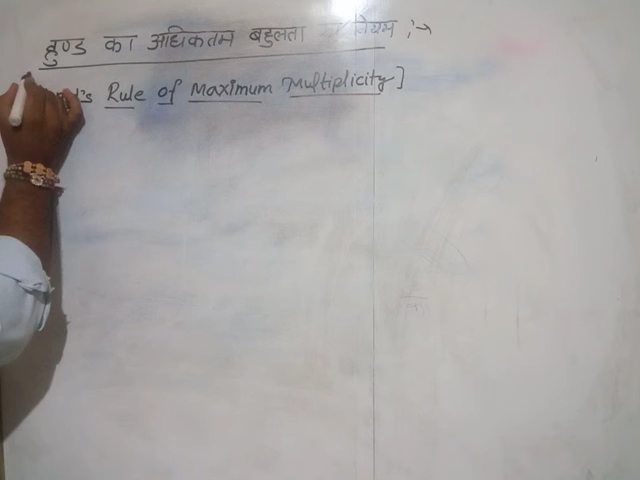 हुण्ड का अधिकतम बहुलता का नियम :→
Rule of Maximum Multiplicity]